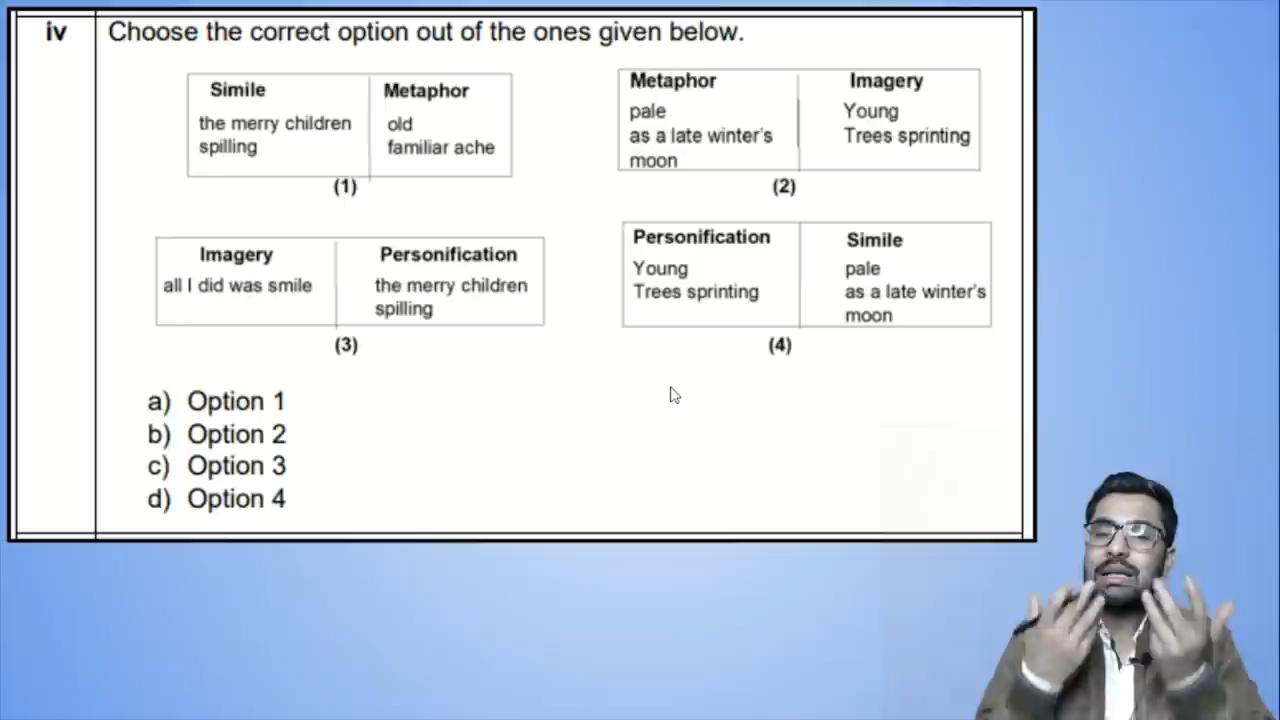 iv Choose the correct option out of the ones given below.
Simile Metaphor
the merry children spilling
old familiar ache
(1)
Metaphor Imagery
pale
as a late winter's
moon
Young
Trees sprinting
(2)
Imagery Personification
all I did was smile
the merry children
spilling
(3)
Personification Simile
Young
Trees sprinting
pale
as a late winter's
moon
(4)
a) Option 1
b) Option 2
c) Option 3
d) Option 4